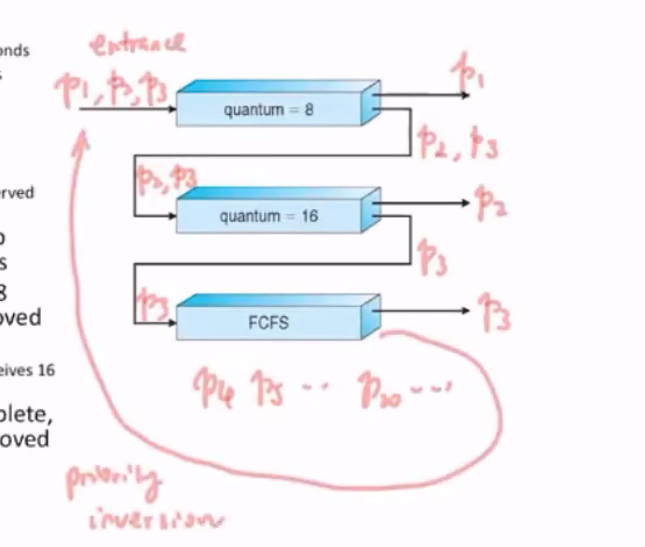 onds
s
entrance
p1, p2, p3
quantum = 8
p1
p2, p3
erved
p2, p3
quantum = 16
p2
o
s
8
oved
p3
p3
FCFS
p3
eives 16
p4 p5 .. p20 ....
plete,
oved
priority
inversion